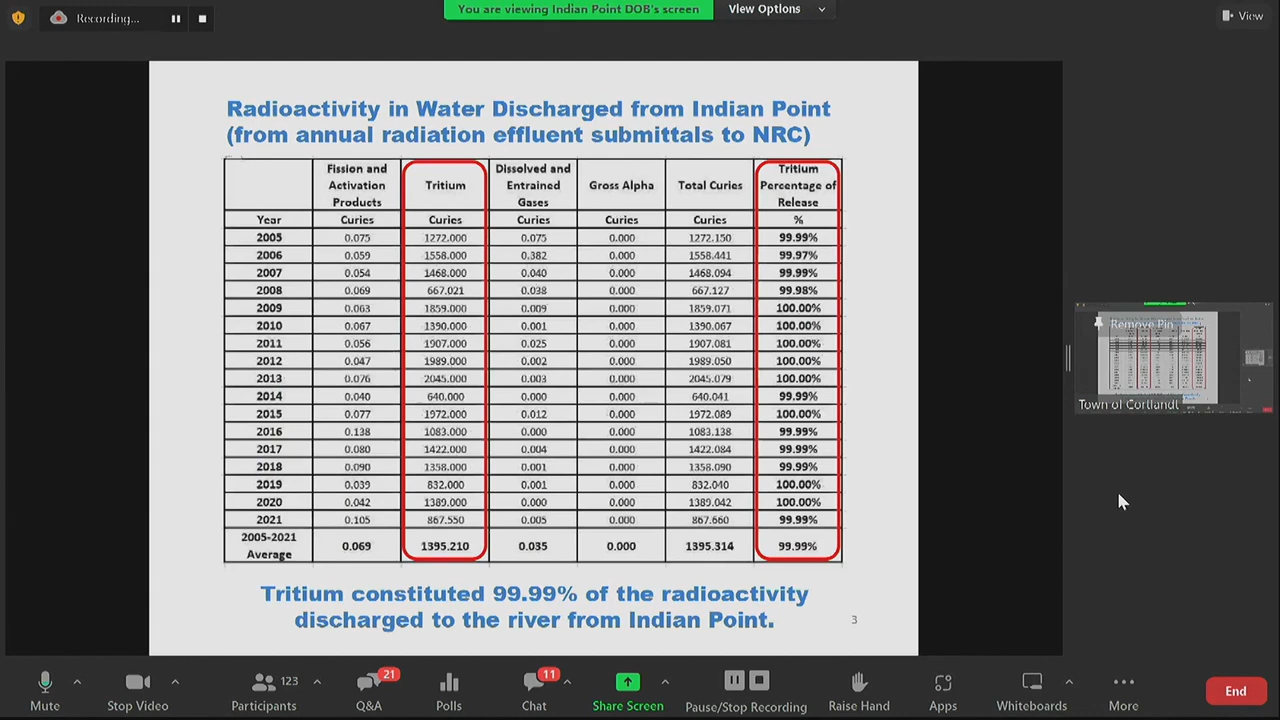 Recording...
You are viewing Indian Point DOB's screen
View Options
View
Radioactivity in Water Discharged from Indian Point
(from annual radiation effluent submittals to NRC)
Fission and Activation Products Tritium Dissolved and Entrained Gases Gross Alpha Total Curies Tritium Percentage of Release
Year Curies Curies Curies Curies Curies %
2005 0.075 1272.000 0.075 0.000 1272.150 99.99%
2006 0.059 1558.000 0.382 0.000 1558.441 99.97%
2007 0.054 1468.000 0.040 0.000 1468.094 99.99%
2008 0.069 667.021 0.038 0.000 667.127 99.98%
2009 0.063 1859.000 0.009 0.000 1859.071 100.00%
2010 0.067 1390.000 0.001 0.000 1390.067 100.00%
2011 0.056 1907.000 0.025 0.000 1907.081 100.00%
2012 0.047 1989.000 0.002 0.000 1989.050 100.00%
2013 0.076 2045.000 0.003 0.000 2045.079 100.00%
2014 0.040 640.000 0.000 0.000 640.041 99.99%
2015 0.077 1972.000 0.012 0.000 1972.089 100.00%
2016 0.138 1083.000 0.000 0.000 1083.138 99.99%
2017 0.080 1422.000 0.004 0.000 1422.084 99.99%
2018 0.090 1358.000 0.001 0.000 1358.090 99.99%
2019 0.039 832.000 0.001 0.000 832.040 100.00%
2020 0.042 1389.000 0.000 0.000 1389.042 100.00%
2021 0.105 867.550 0.005 0.000 867.660 99.99%
2005-2021 Average 0.069 1395.210 0.035 0.000 1395.314 99.99%
Tritium constituted 99.99% of the radioactivity
discharged to the river from Indian Point.
3
Remove Pin
Town of Cortlandt
Mute
Stop Video
123
Participants
21
Q&A
Polls
11
Chat
Share Screen
Pause/Stop Recording
Raise Hand
Apps
Whiteboards
More
End